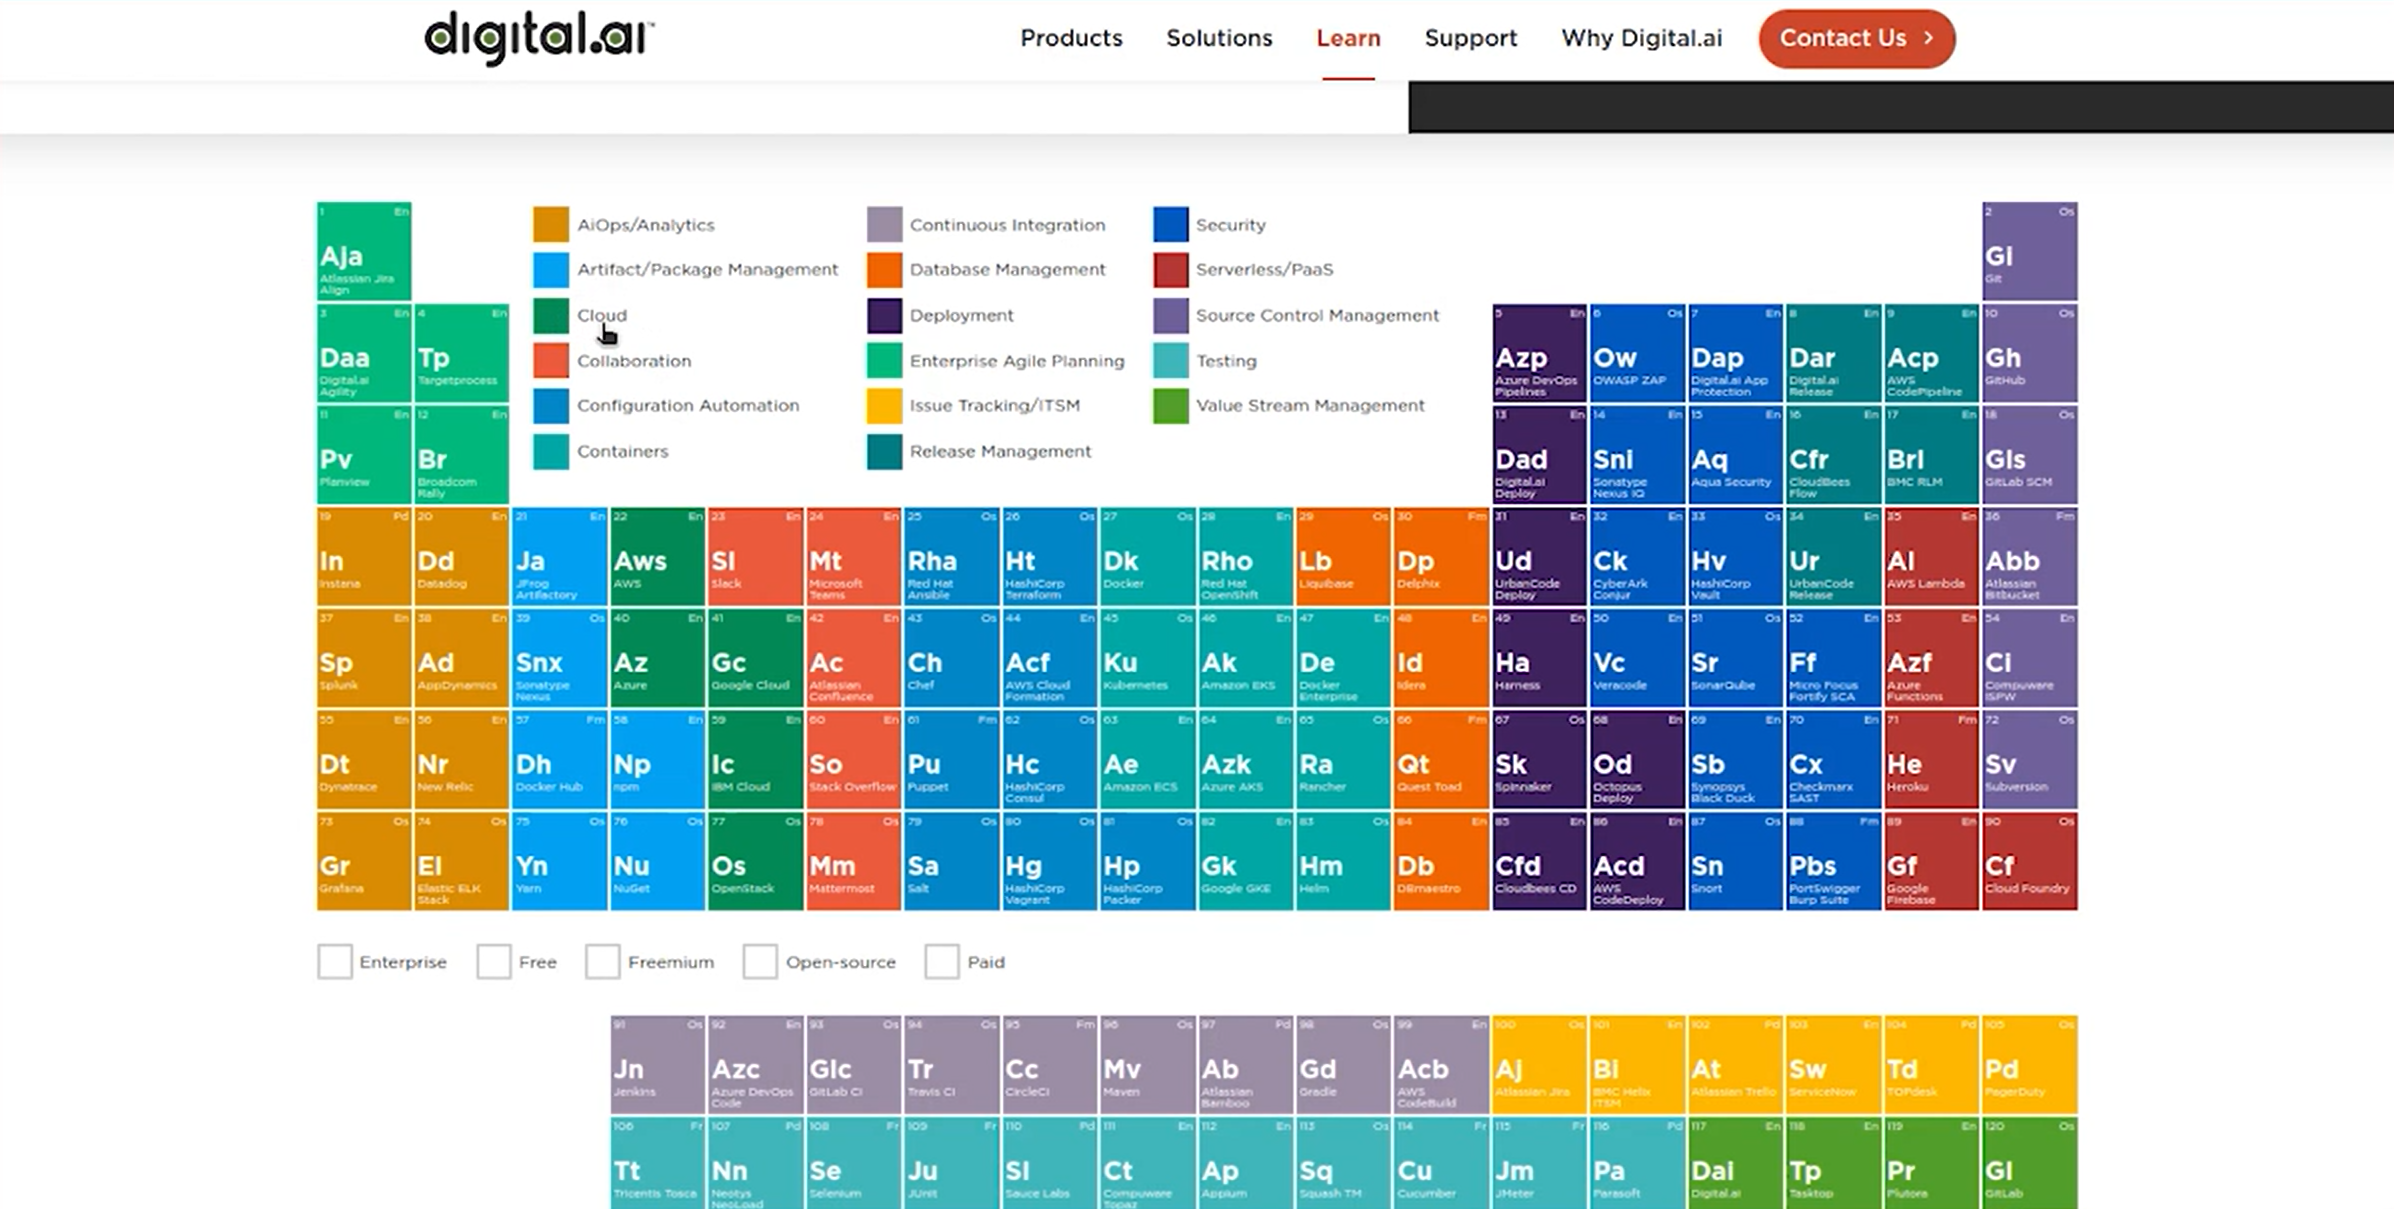 digital.ai™
Products Solutions Learn Support Why Digital.ai Contact Us >
1 En
Aja
Atlassian Jira
Align
AiOps/Analytics
Artifact/Package Management
Cloud
Collaboration
Configuration Automation
Containers
Continuous Integration
Database Management
Deployment
Enterprise Agile Planning
Issue Tracking/ITSM
Release Management
Security
Serverless/PaaS
Source Control Management
Testing
Value Stream Management
2 Os
Gl
Git
3 En
Daa
Digital.ai
Agility
4 En
Tp
Targetprocess
5 En
Azp
Azure DevOps
Pipelines
6 Os
Ow
OWASP ZAP
7 En
Dap
Digital.ai App
Protection
8 En
Dar
Digital.ai
Release
9 En
Acp
AWS
CodePipeline
10 Os
Gh
GitHub
11 En
Pv
Planview
12 En
Br
Broadcom
Rally
13 En
Dad
Digital.ai
Deploy
14 En
Sni
Sonatype
Nexus IQ
15 En
Aq
Aqua Security
16 En
Cfr
CloudBees
Flow
17 En
Brl
BMC RLM
18 Os
Gls
GitLab SCM
19 Pd
In
Instana
20 En
Dd
Datadog
21 En
Ja
JFrog
Artifactory
22 En
Aws
AWS
23 En
Sl
Slack
24 En
Mt
Microsoft
Teams
25 Os
Rha
Red Hat
Ansible
26 Os
Ht
HashiCorp
Terraform
27 Os
Dk
Docker
28 En
Rho
Red Hat
OpenShift
29 Os
Lb
Liquibase
30 Fm
Dp
Delphix
31 En
Ud
UrbanCode
Deploy
32 En
Ck
CyberArk
Conjur
33 Os
Hv
HashiCorp
Vault
34 En
Ur
UrbanCode
Release
35 En
Al
AWS Lambda
36 Fm
Abb
Atlassian
Bitbucket
37 En
Sp
Splunk
38 En
Ad
AppDynamics
39 Os
Snx
Sonatype
Nexus
40 En
Az
Azure
41 En
Gc
Google Cloud
42 En
Ac
Atlassian
Confluence
43 Os
Ch
Chef
44 En
Acf
AWS Cloud
Formation
45 Os
Ku
Kubernetes
46 En
Ak
Amazon EKS
47 En
De
Docker
Enterprise
48 En
Id
Idera
49 En
Ha
Harness
50 En
Vc
Veracode
51 Os
Sr
SonarQube
52 En
Ff
Micro Focus
Fortify SCA
53 En
Azf
Azure
Functions
54 En
Ci
Compuware
ISPW
55 En
Dt
Dynatrace
56 En
Nr
New Relic
57 Fm
Dh
Docker Hub
58 En
Np
npm
59 En
Ic
IBM Cloud
60 En
So
Stack Overflow
61 Fm
Pu
Puppet
62 Os
Hc
HashiCorp
Consul
63 En
Ae
Amazon ECS
64 En
Azk
Azure AKS
65 Os
Ra
Rancher
66 Fm
Qt
Quest Toad
67 Os
Sk
Spinnaker
68 En
Od
Octopus
Deploy
69 En
Sb
Synopsys
Black Duck
70 En
Cx
Checkmarx
SAST
71 Fm
He
Heroku
72 Os
Sv
Subversion
73 Os
Gr
Grafana
74 En
El
Elastic ELK
Stack
75 Os
Yn
Yarn
76 Os
Nu
NuGet
77 Os
Os
OpenStack
78 Os
Mm
Mattermost
79 Os
Sa
Salt
80 Os
Hg
HashiCorp
Vagrant
81 Os
Hp
HashiCorp
Packer
82 En
Gk
Google GKE
83 Os
Hm
Helm
84 En
Db
DBmaestro
85 En
Cfd
Cloudbees CD
86 En
Acd
AWS
CodeDeploy
87 Os
Sn
Snort
88 Fm
Pbs
PortSwigger
Burp Suite
89 En
Gf
Google
Firebase
90 Os
Cf
Cloud Foundry
Enterprise Free Freemium Open-source Paid
91 Os
Jn
Jenkins
92 En
Azc
Azure DevOps
Code
93 Os
Glc
GitLab CI
94 Os
Tr
Travis CI
95 Fm
Cc
CircleCI
96 Os
Mv
Maven
97 Pd
Ab
Atlassian
Bamboo
98 Os
Gd
Gradle
99 En
Acb
AWS
CodeBuild
100 Os
Aj
Atlassian Jira
101 En
Bi
BMC Helix
ITSM
102 Pd
At
Atlassian Trello
103 En
Sw
ServiceNow
104 Pd
Td
TOPdesk
105 Os
Pd
PagerDuty
106 Fr
Tt
Tricentis Tosca
107 Pd
Nn
Neotys
NeoLoad
108 Fr
Se
Selenium
109 Fr
Ju
JUnit
110 Pd
Sl
Sauce Labs
111 En
Ct
Compuware
Topaz
112 En
Ap
Appium
113 Os
Sq
Squash TM
114 Fr
Cu
Cucumber
115 Fr
Jm
JMeter
116 Pd
Pa
Parasoft
117 En
Dai
Digital.ai
118 En
Tp
Tasktop
119 En
Pr
Plutora
120 Os
Gl
GitLab